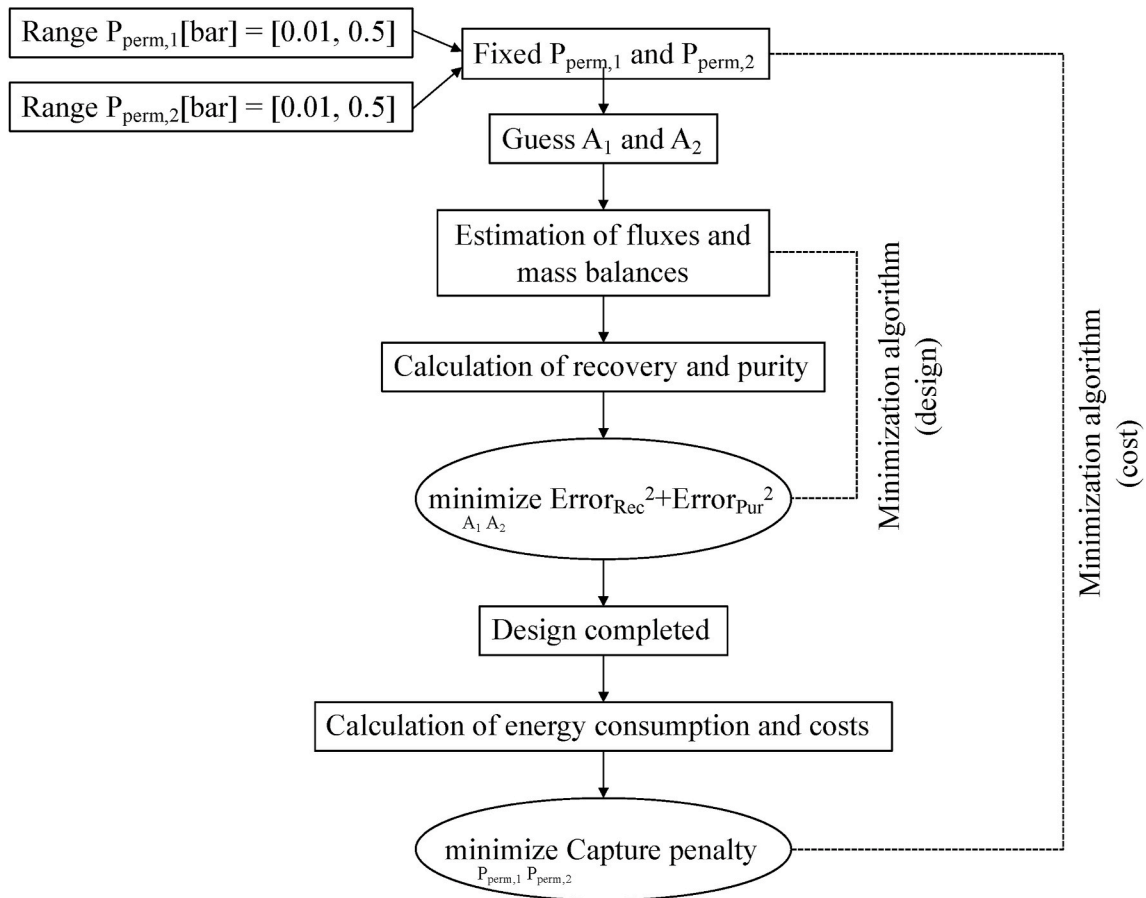 Range P_perm,1[bar] = [0.01, 0.5]
Range P_perm,2[bar] = [0.01, 0.5]
Fixed P_perm,1 and P_perm,2
Guess A_1 and A_2
Estimation of fluxes and
mass balances
Calculation of recovery and purity
minimize Error_Rec^2+Error_Pur^2
A_1 A_2
Design completed
Calculation of energy consumption and costs
minimize Capture penalty
P_perm,1 P_perm,2
Minimization algorithm
(design)
Minimization algorithm
(cost)